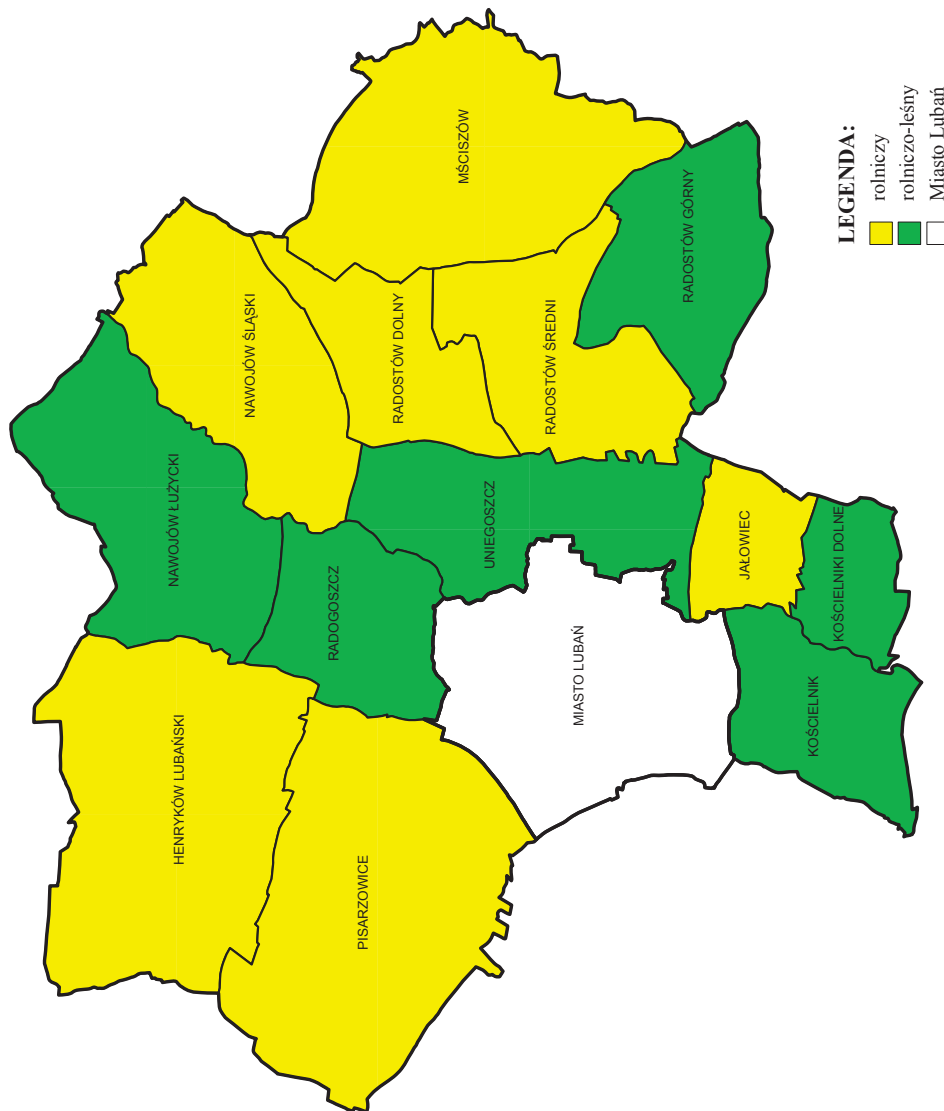 HENRYKÓW LUBAŃSKI
NAWOJÓW ŁUŻYCKI
NAWOJÓW ŚLĄSKI
MŚCISZÓW
PISARZOWICE
RADOGOSZCZ
RADOSTÓW DOLNY
UNIEGOSZCZ
RADOSTÓW ŚREDNI
MIASTO LUBAŃ
RADOSTÓW GÓRNY
JAŁOWIEC
KOŚCIELNIK
KOŚCIELNIKI DOLNE
LEGENDA:
rolniczy
rolniczo-leśny
Miasto Lubań